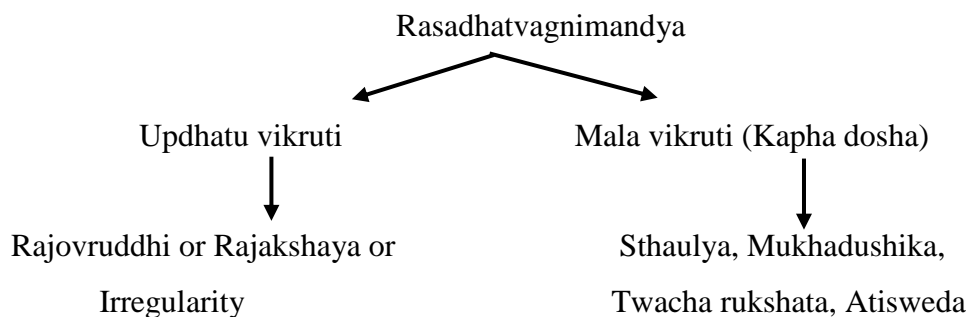 Rasadhatvagnimandya
Updhatu vikruti
Mala vikruti (Kapha dosha)
Rajovruddhi or Rajakshaya or
Irregularity
Sthaulya, Mukhadushika,
Twacha rukshata, Atisweda